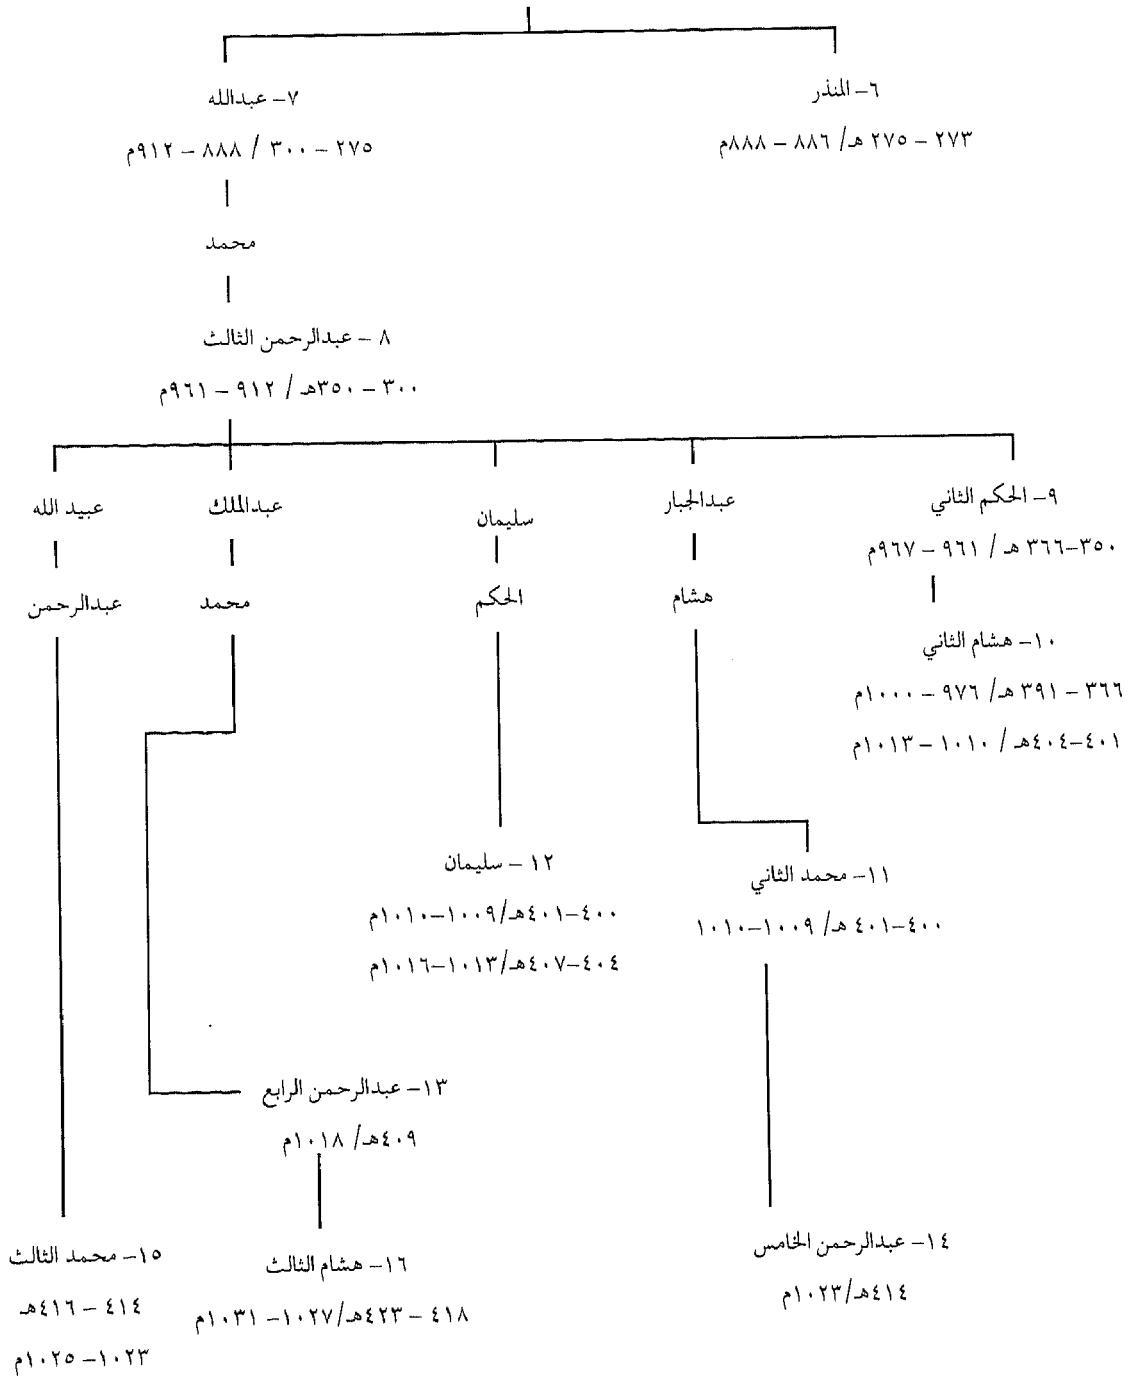 ٦- المنذر
٢٧٣ - ٢٧٥ هـ/ ٨٨٦ - ٨٨٨م
٧- عبدالله
٢٧٥ - ٣٠٠ / ٨٨٨ - ٩١٢م
محمد
٨ - عبدالرحمن الثالث
٣٠٠ - ٣٥٠هـ / ٩١٢ - ٩٦١م
٩- الحكم الثاني
٣٥٠-٣٦٦ هـ / ٩٦١ - ٩٦٧م
عبدالجبار
سليمان
عبدالملك
عبيد الله
١٠- هشام الثاني
٣٦٦ - ٣٩١ هـ/ ٩٧٦ - ١٠٠٠م
٤٠١-٤٠٤هـ / ١٠١٠ - ١٠١٣م
هشام
الحكم
محمد
عبدالرحمن
١١- محمد الثاني
٤٠٠-٤٠١ هـ/ ١٠٠٩-١٠١٠
١٢ - سليمان
٤٠٠-٤٠١هـ/١٠٠٩-١٠١٠م
٤٠٤-٤٠٧هـ/١٠١٣-١٠١٦م
١٣- عبدالرحمن الرابع
٤٠٩هـ/ ١٠١٨م
١٤- عبدالرحمن الخامس
٤١٤هـ/١٠٢٣م
١٦- هشام الثالث
٤١٨ - ٤٢٣هـ/١٠٢٧ - ١٠٣١م
١٥- محمد الثالث
٤١٤ - ٤١٦هـ
١٠٢٣- ١٠٢٥م